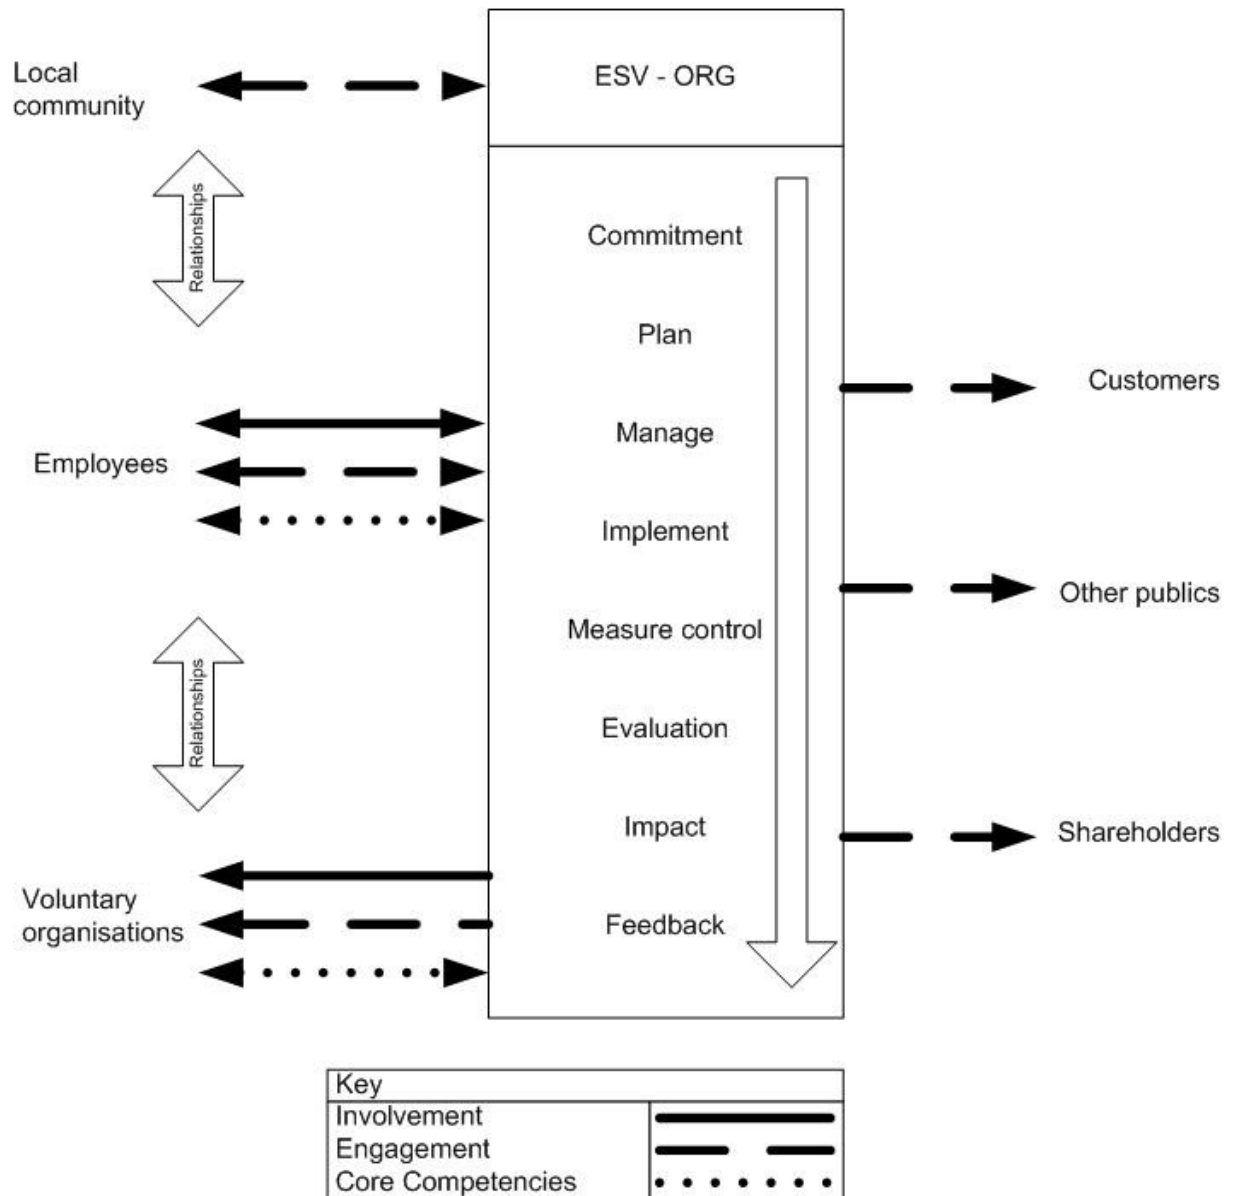 Local
community
ESV - ORG
Relationships
Commitment
Plan
Customers
Manage
Employees
Implement
Other publics
Measure control
Relationships
Evaluation
Impact
Shareholders
Voluntary
organisations
Feedback
Key
Involvement
Engagement
Core Competencies